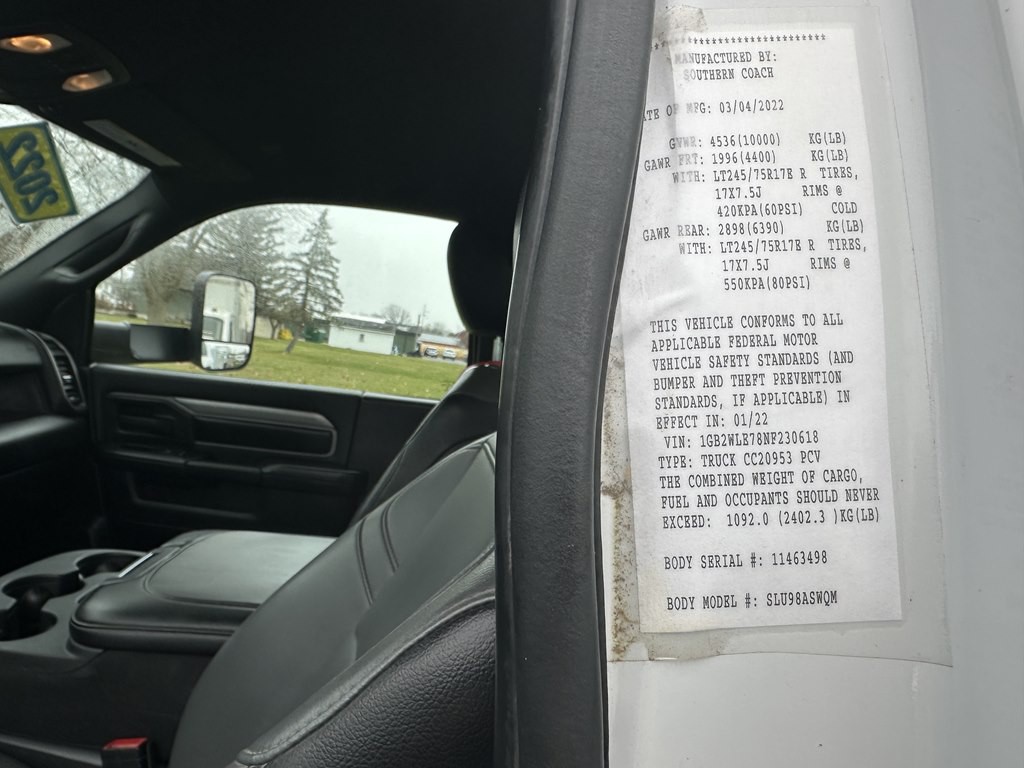 2022
************************
MANUFACTURED BY:
SOUTHERN COACH
ATE OF MFG: 03/04/2022
GVWR: 4536(10000) KG(LB)
GAWR FRT: 1996(4400) KG(LB)
WITH: LT245/75R17E R TIRES,
17X7.5J RIMS @
420KPA(60PSI) COLD
GAWR REAR: 2898(6390) KG(LB)
WITH: LT245/75R17E R TIRES,
17X7.5J RIMS @
550KPA(80PSI)
THIS VEHICLE CONFORMS TO ALL
APPLICABLE FEDERAL MOTOR
VEHICLE SAFETY STANDARDS (AND
BUMPER AND THEFT PREVENTION
STANDARDS, IF APPLICABLE) IN
EFFECT IN: 01/22
VIN: 1GB2WLE78NF230618
TYPE: TRUCK CC20953 PCV
THE COMBINED WEIGHT OF CARGO,
FUEL AND OCCUPANTS SHOULD NEVER
EXCEED: 1092.0 (2402.3 )KG(LB)
BODY SERIAL #: 11463498
BODY MODEL #: SLU98ASWQM